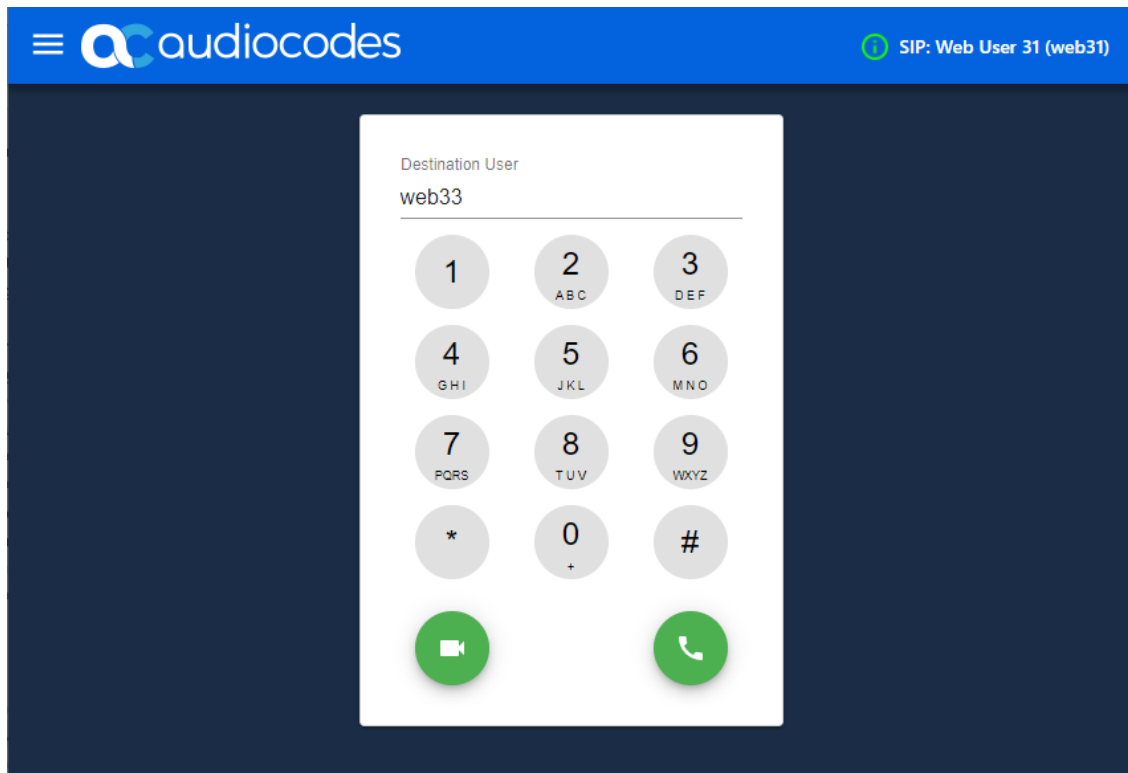 audiocodes
SIP: Web User 31 (web31)
Destination User
web33
1 2 3
ABC DEF
4 5 6
GHI JKL MNO
7 8 9
PQRS TUV WXYZ
* 0 #
+